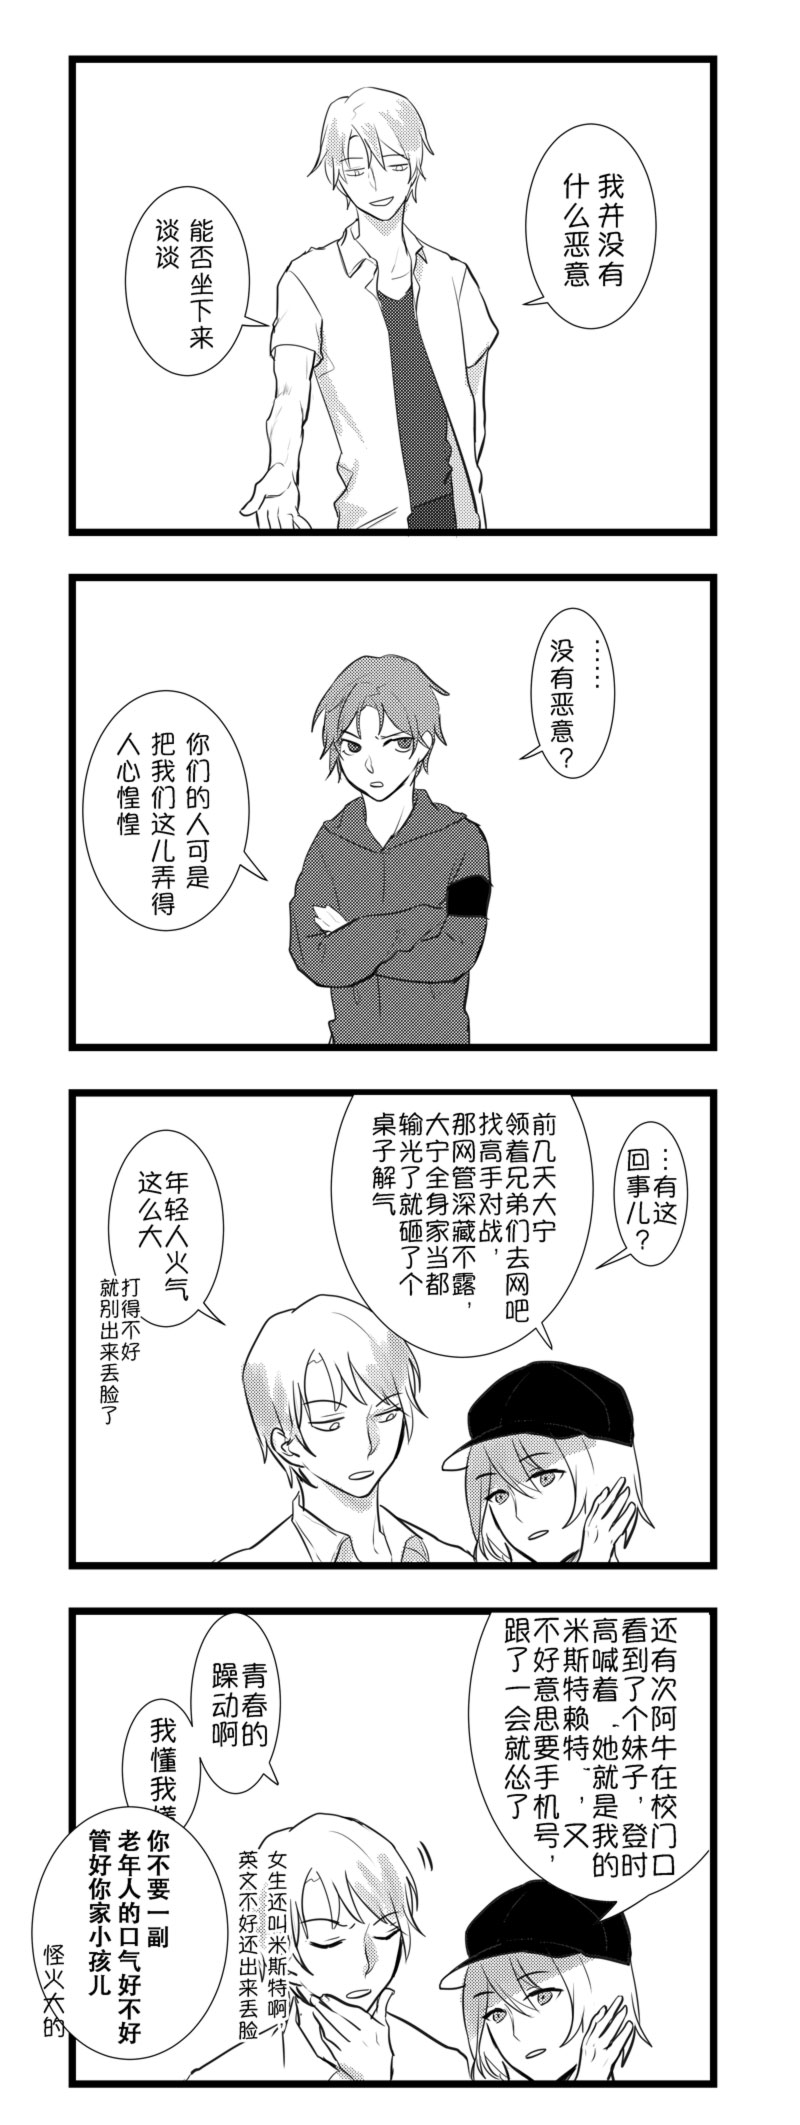 我并没有
什么恶意
能否坐下来
谈谈
……
没有恶意？
你们的人可是
把我们这儿弄得
人心惶惶
…有这
回事儿？
前几天大宁
领着兄弟们去网吧
找高手对战，
那网管深藏不露，
大宁全身家当都
输光了就砸了个
桌子解气
年轻人火气
这么大
打得不好
就别出来丢脸了
还有次阿牛在校门口
看到了个妹子，登时
高喊着“她就是我的
米斯特赖特”，又
不好意思要手机号，
跟了一会就怂了
青春的
躁动啊
我懂我懂
女生还叫米斯特啊，
英文不好还出来丢脸
你不要一副
老年人的口气好不好
管好你家小孩儿
怪火大的